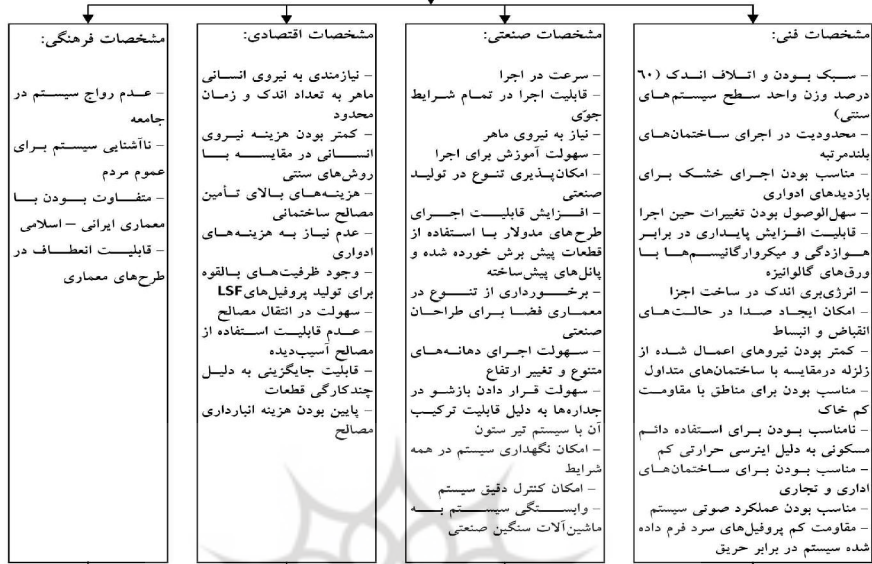 مشخصات فنی:
– سبک بودن و اتلاف اندک (۶۰
درصد وزن واحد سطح سیستم‌های
سنتی)
– محدودیت در اجرای ساختمان‌های
بلندمرتبه
– مناسب بودن اجرای خشک برای
بازدیدهای ادواری
– سهل‌الوصول بودن تغییرات حین اجرا
– قابلیت افزایش پایداری در برابر
هوازدگی و میکروارگانیسم‌ها با
ورق‌های گالوانیزه
– انرژی‌بری اندک در ساخت اجزا
– امکان ایجاد صدا در حالت‌های
انقباض و انبساط
– کمتر بودن نیروهای اعمال شده از
زلزله درمقایسه با ساختمان‌های متداول
– مناسب بودن برای مناطق با مقاومت
کم خاک
– نامناسب بودن برای استفاده دائم
مسکونی به دلیل اینرسی حرارتی کم
– مناسب بودن برای ساختمان‌های
اداری و تجاری
– مناسب بودن عملکرد صوتی سیستم
– مقاومت کم پروفیل‌های سرد فرم داده
شده سیستم در برابر حریق
مشخصات صنعتی:
– سرعت در اجرا
– قابلیت اجرا در تمام شرایط
جوّی
– نیاز به نیروی ماهر
– سهولت آموزش برای اجرا
– امکان‌پذیری تنوع در تولید
صنعتی
– افزایش قابلیت اجرای
طرح‌های مدولار با استفاده از
قطعات پیش برش خورده شده و
پانل‌های پیش‌ساخته
– برخورداری از تنوع در
معماری فضا برای طراحان
صنعتی
– سهولت اجرای دهانه‌های
متنوع و تغییر ارتفاع
– سهولت قرار دادن بازشو در
جداره‌ها به دلیل قابلیت ترکیب
آن با سیستم تیر ستون
– امکان نگهداری سیستم در همه
شرایط
– امکان کنترل دقیق سیستم
– وابستگی سیستم به
ماشین‌آلات سنگین صنعتی
مشخصات اقتصادی:
– نیازمندی به نیروی انسانی
ماهر به تعداد اندک و زمان
محدود
– کمتر بودن هزینه نیروی
انسانی در مقایسه با
روش‌های سنتی
– هزینه‌های بالای تأمین
مصالح ساختمانی
– عدم نیاز به هزینه‌های
ادواری
– وجود ظرفیت‌های بالقوه
برای تولید پروفیل‌های LSF
– سهولت در انتقال مصالح
– عدم قابلیت استفاده از
مصالح آسیب‌دیده
– قابلیت جایگزینی به دلیل
چندکارگی قطعات
– پایین بودن هزینه انبارداری
مصالح
مشخصات فرهنگی:
– عدم رواج سیستم در
جامعه
– ناآشنایی سیستم برای
عموم مردم
– متفاوت بودن با
معماری ایرانی – اسلامی
– قابلیت انعطاف در
طرح‌های معماری